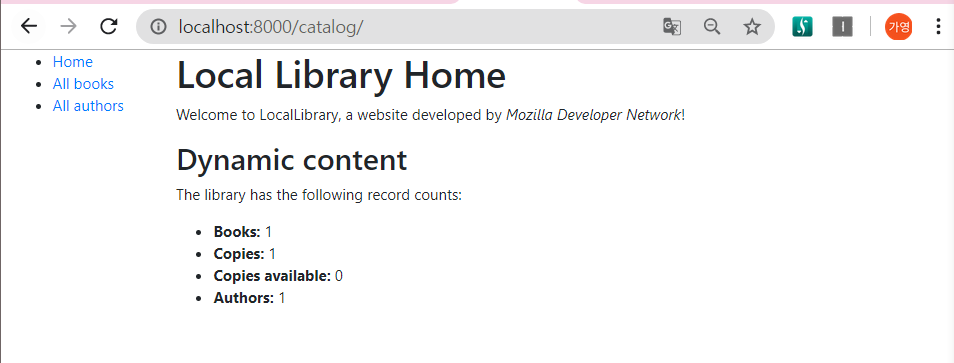 localhost:8000/catalog/
가영
Home
All books
All authors
Local Library Home
Welcome to LocalLibrary, a website developed by Mozilla Developer Network!
Dynamic content
The library has the following record counts:
Books: 1
Copies: 1
Copies available: 0
Authors: 1